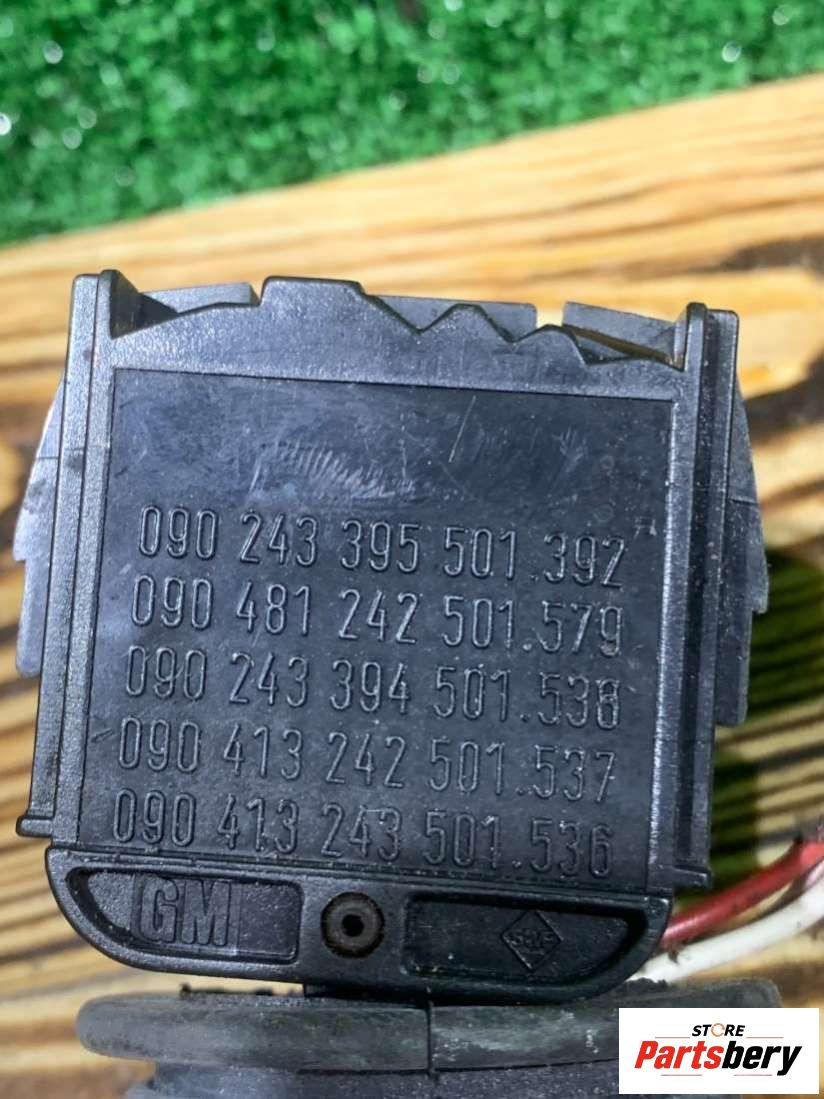 090 243 395 501.392
090 481 242 501.579
090 243 394 501.538
090 413 242 501.537
090 413 243 501.536
GM
STORE
Partsbery